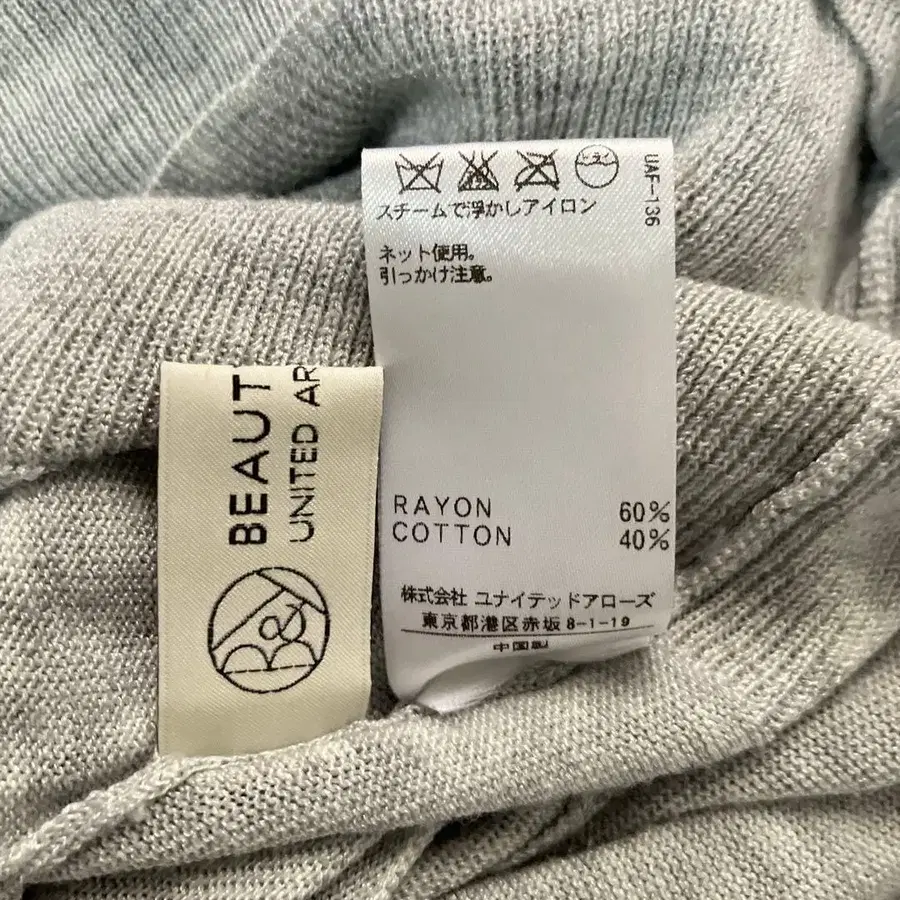 スチームで浮かしアイロン
ネット使用。
引っかけ注意。
UAF-136
RAYON 60%
COTTON 40%
株式会社 ユナイテッドアローズ
東京都港区赤坂8-1-19
中国製
BEAUT
UNITED AR
B&Y